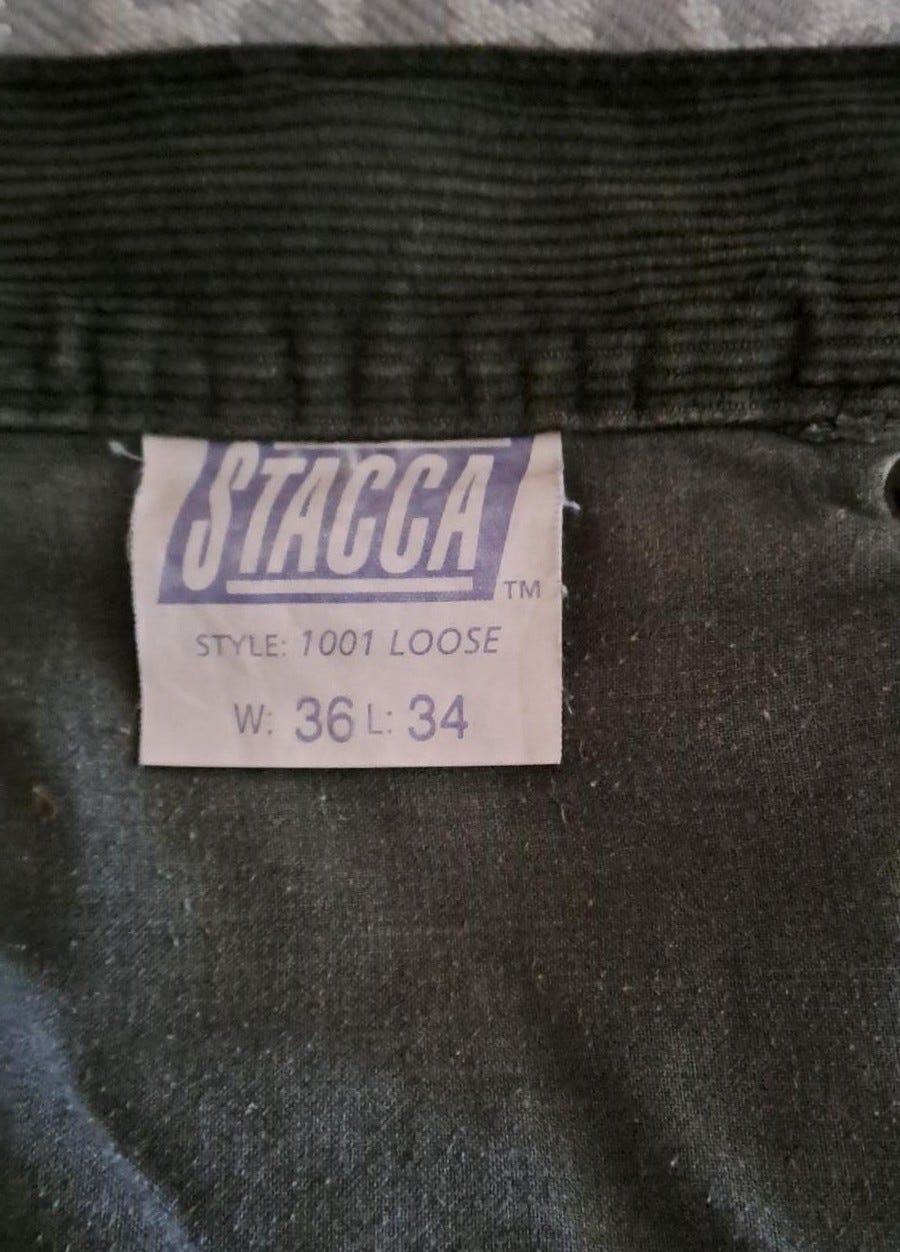 STACCA
TM
STYLE: 1001 LOOSE
W: 36 L: 34